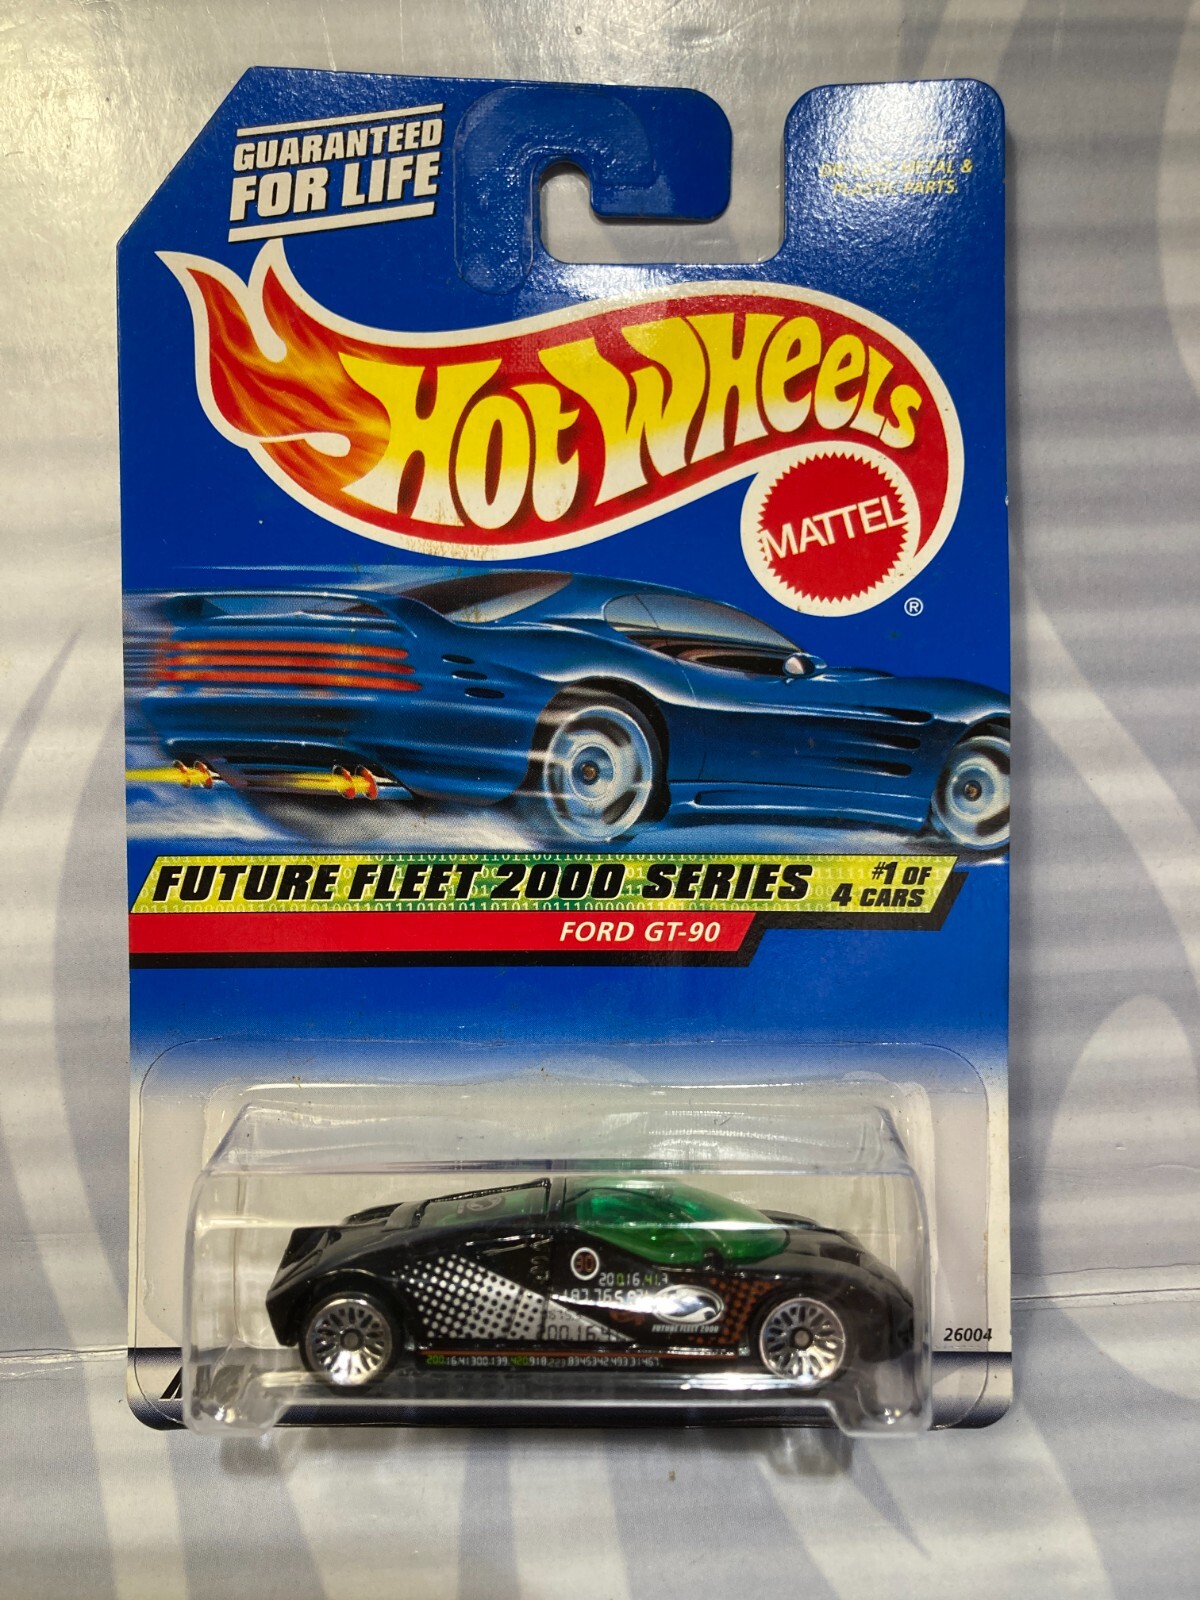 GUARANTEED
FOR LIFE
DIE CAST METAL &
PLASTIC PARTS.
HOT WHEELS
MATTEL
®
FUTURE FLEET 2000 SERIES
#1 OF
4 CARS
FORD GT-90
FUTURE FLEET 2000
26004